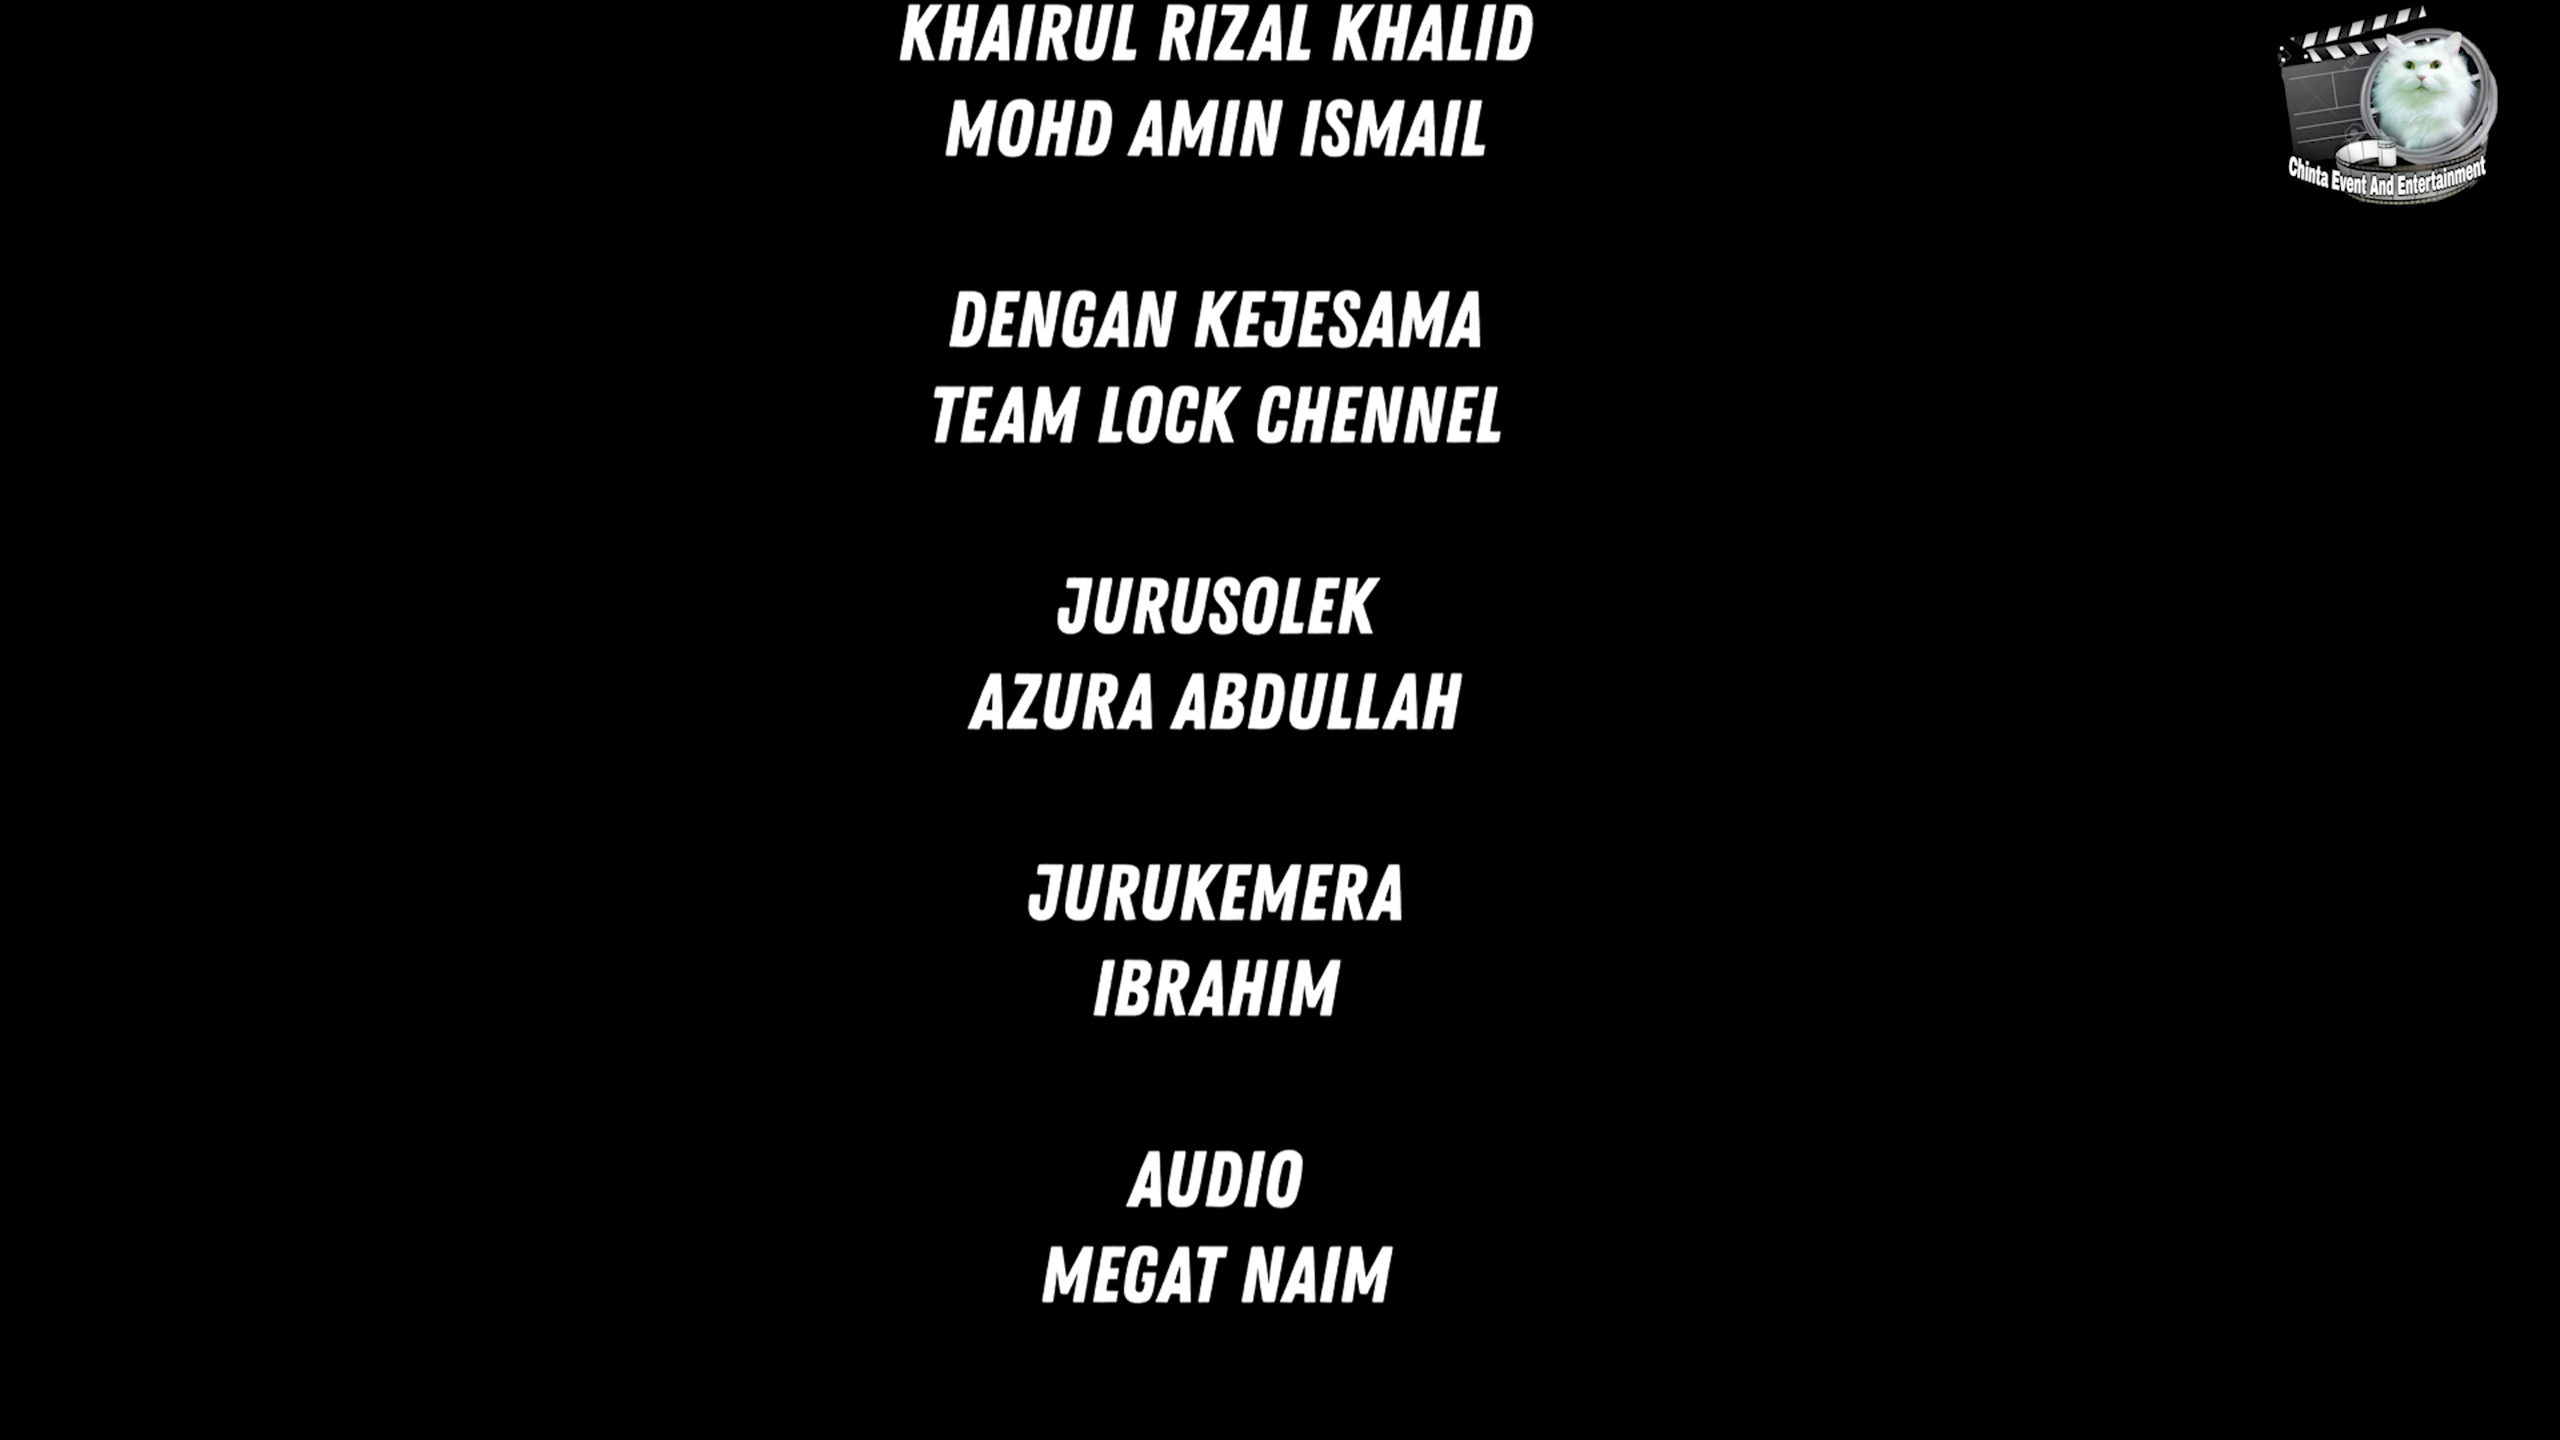 KHAIRUL RIZAL KHALID
MOHD AMIN ISMAIL
DENGAN KEJESAMA
TEAM LOCK CHENNEL
JURUSOLEK
AZURA ABDULLAH
JURUKEMERA
IBRAHIM
AUDIO
MEGAT NAIM
Chinta Event And Entertainment